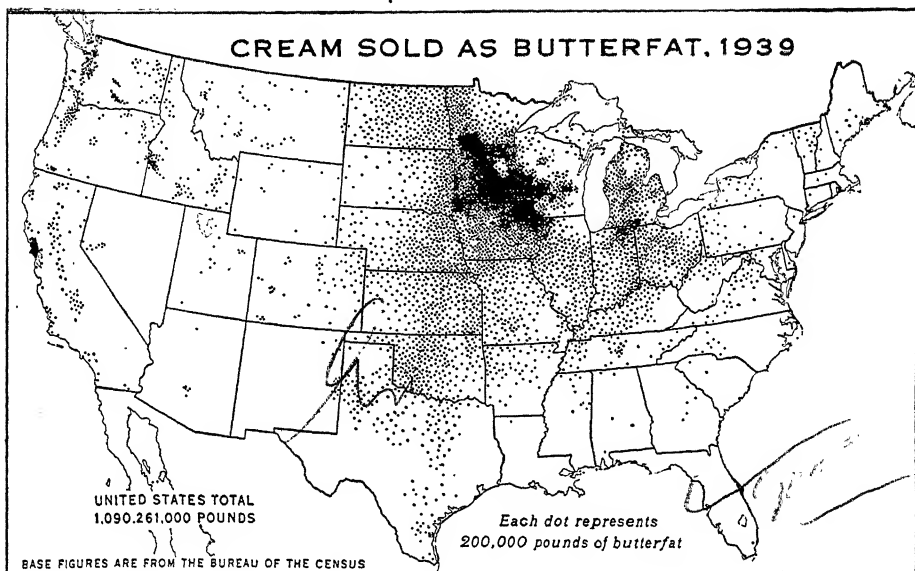 CREAM SOLD AS BUTTERFAT, 1939
UNITED STATES TOTAL
1,090,261,000 POUNDS
Each dot represents
200,000 pounds of butterfat
BASE FIGURES ARE FROM THE BUREAU OF THE CENSUS